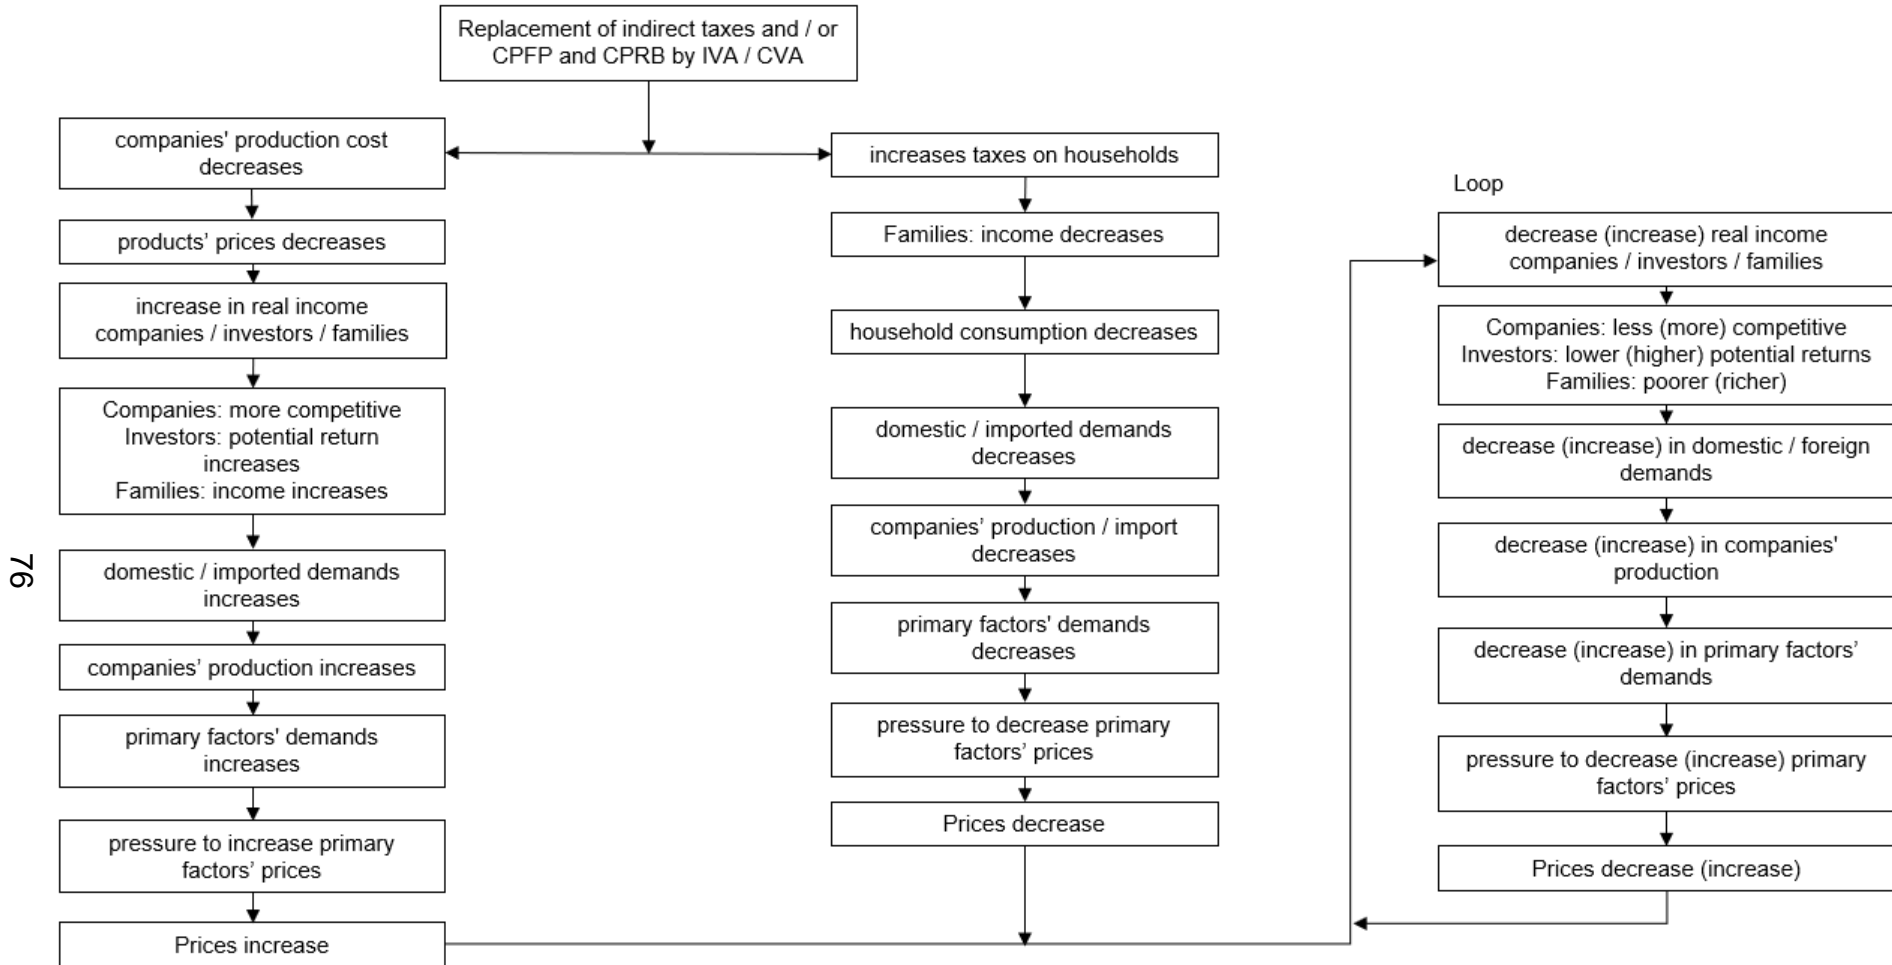 Replacement of indirect taxes and / or
CPFP and CPRB by IVA / CVA
companies' production cost
decreases
products’ prices decreases
increase in real income
companies / investors / families
Companies: more competitive
Investors: potential return
increases
Families: income increases
domestic / imported demands
increases
companies’ production increases
primary factors' demands
increases
pressure to increase primary
factors’ prices
Prices increase
increases taxes on households
Families: income decreases
household consumption decreases
domestic / imported demands
decreases
companies’ production / import
decreases
primary factors' demands
decreases
pressure to decrease primary
factors’ prices
Prices decrease
Loop
decrease (increase) real income
companies / investors / families
Companies: less (more) competitive
Investors: lower (higher) potential returns
Families: poorer (richer)
decrease (increase) in domestic / foreign
demands
decrease (increase) in companies'
production
decrease (increase) in primary factors’
demands
pressure to decrease (increase) primary
factors’ prices
Prices decrease (increase)
76